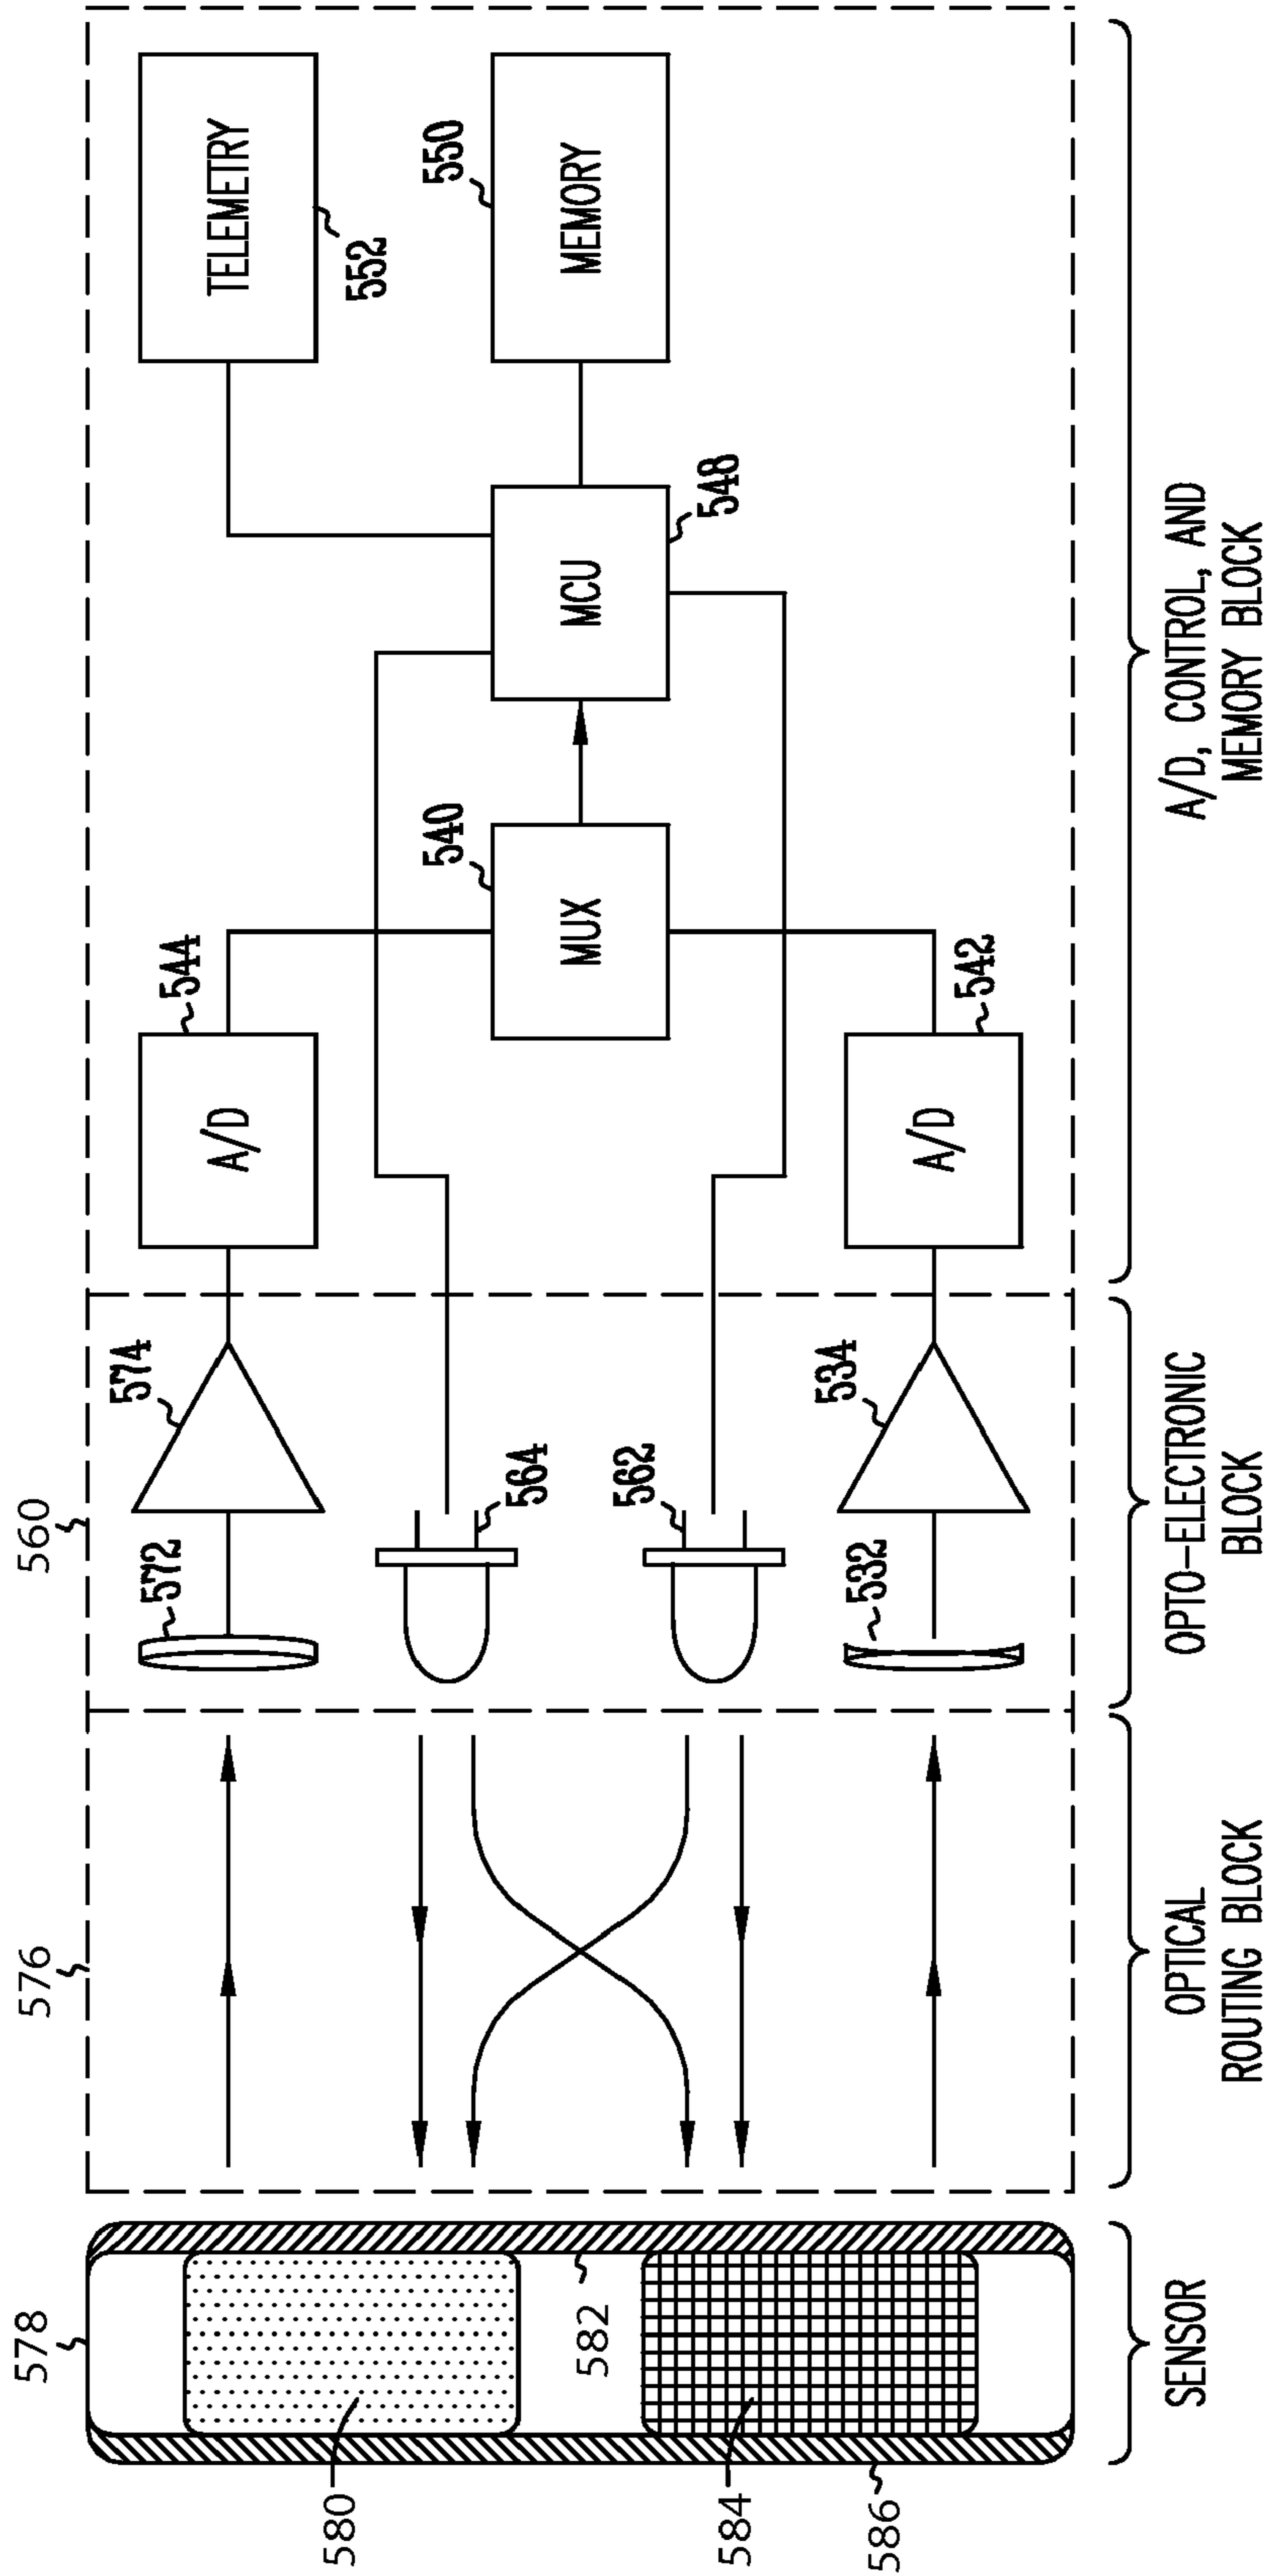 578
576
560
572
574
544
TELEMETRY
552
564
540
550
580
582
MUX
MCU
MEMORY
A/D
548
562
584
532
534
A/D
542
586
SENSOR
OPTICAL
ROUTING BLOCK
OPTO-ELECTRONIC
BLOCK
A/D, CONTROL, AND
MEMORY BLOCK